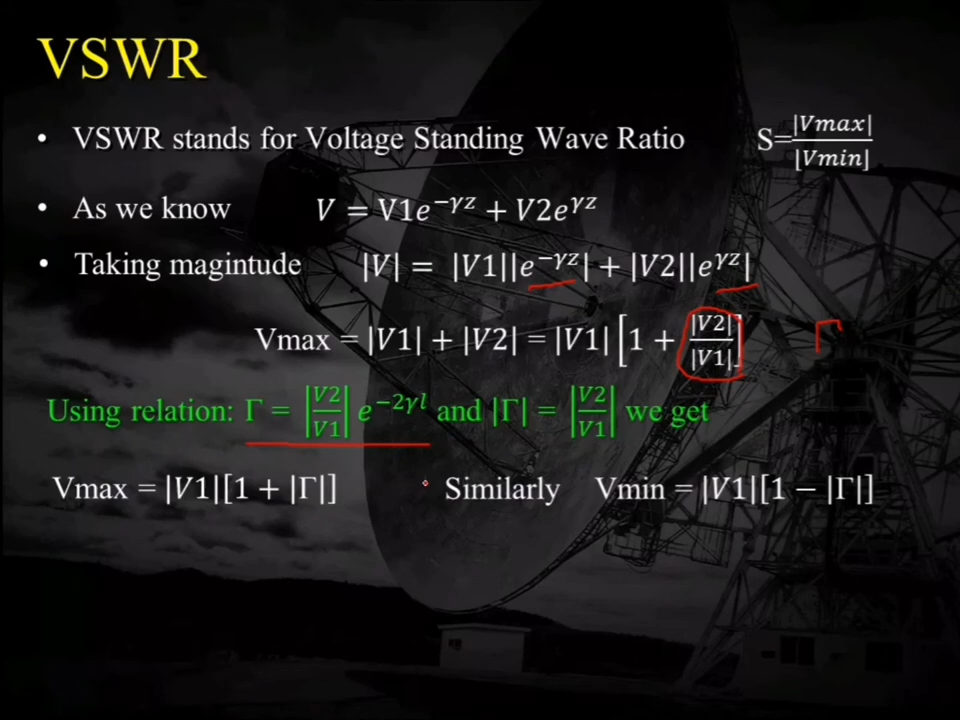 VSWR
• VSWR stands for Voltage Standing Wave Ratio S=|Vmax|/|Vmin|
• As we know V = V1e^{−γz} + V2e^{γz}
• Taking magintude |V| = |V1||e^{−γz}| + |V2||e^{γz}|
Vmax = |V1| + |V2| = |V1| [1 + |V2|/|V1|] Γ
Using relation: Γ = |V2/V1| e^{−2γl} and |Γ| = |V2/V1| we get
Vmax = |V1|[1 + |Γ|] Similarly Vmin = |V1|[1 − |Γ|]